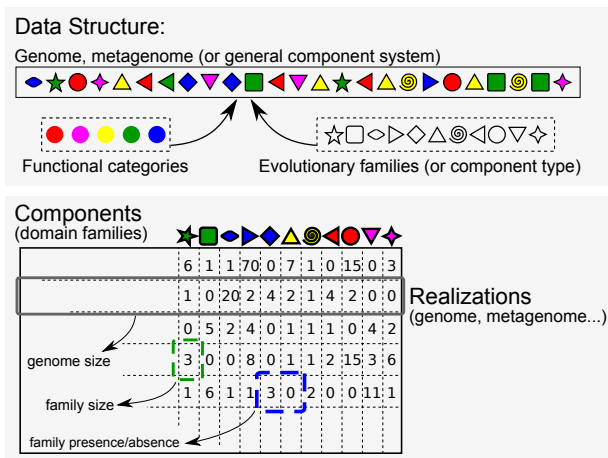 Data Structure:
Genome, metagenome (or general component system)
Functional categories
Evolutionary families (or component type)
Components
(domain families)
6 1 1 70 0 7 1 0 15 0 3
1 0 20 2 4 2 1 4 2 0 0
Realizations
(genome, metagenome...)
0 5 2 4 0 1 1 1 0 4 2
genome size
3 0 0 8 0 1 1 2 15 3 6
family size
1 6 1 1 3 0 2 0 0 11 1
family presence/absence